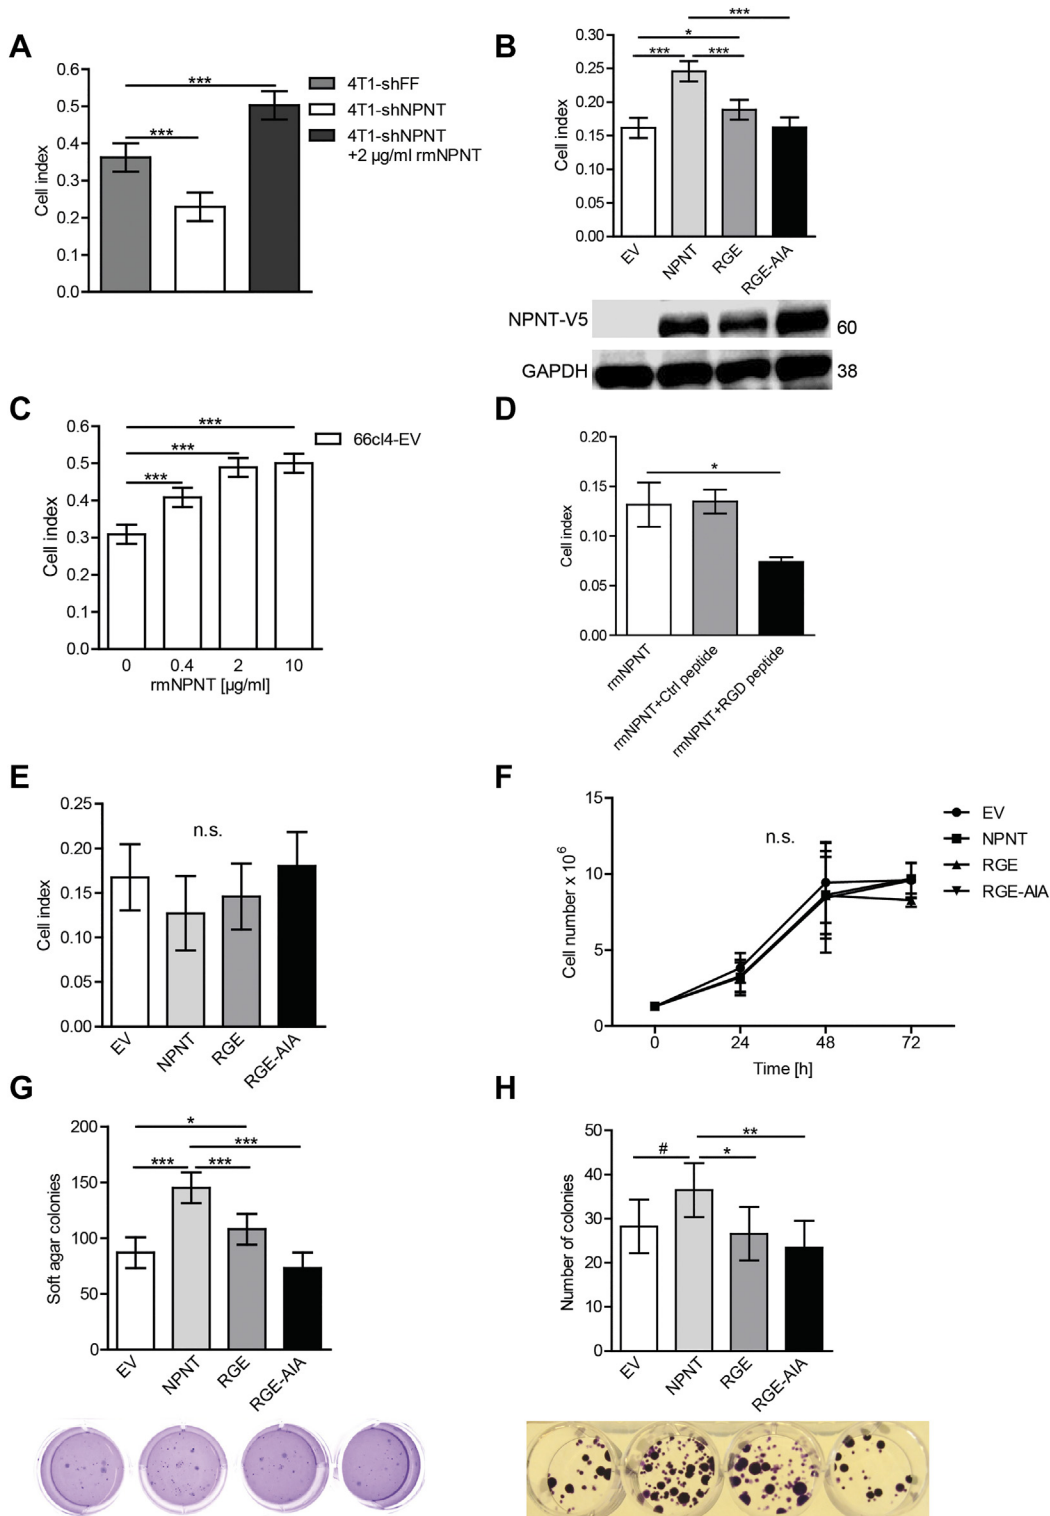 A
0.6
0.5
0.4
0.3
0.2
0.1
0.0
Cell index
***
***
4T1-shFF
4T1-shNPNT
4T1-shNPNT
+2 µg/ml rmNPNT
B
0.30
0.25
0.20
0.15
0.10
0.05
0.00
Cell index
***
*
*** ***
EV NPNT RGE RGE-AIA
NPNT-V5 60
GAPDH 38
C
0.6
0.5
0.4
0.3
0.2
0.1
0.0
Cell index
***
***
***
66cl4-EV
0 0.4 2 10
rmNPNT [µg/ml]
D
0.20
0.15
0.10
0.05
0.00
Cell index
*
rmNPNT
rmNPNT+Ctrl peptide
rmNPNT+RGD peptide
E
0.25
0.20
0.15
0.10
0.05
0.00
Cell index
n.s.
EV NPNT RGE RGE-AIA
F
15
10
5
0
Cell number x 10⁶
n.s.
EV
NPNT
RGE
RGE-AIA
0 24 48 72
Time [h]
G
200
150
100
50
0
Soft agar colonies
*
***
*** ***
EV NPNT RGE RGE-AIA
H
50
40
30
20
10
0
Number of colonies
**
# *
EV NPNT RGE RGE-AIA